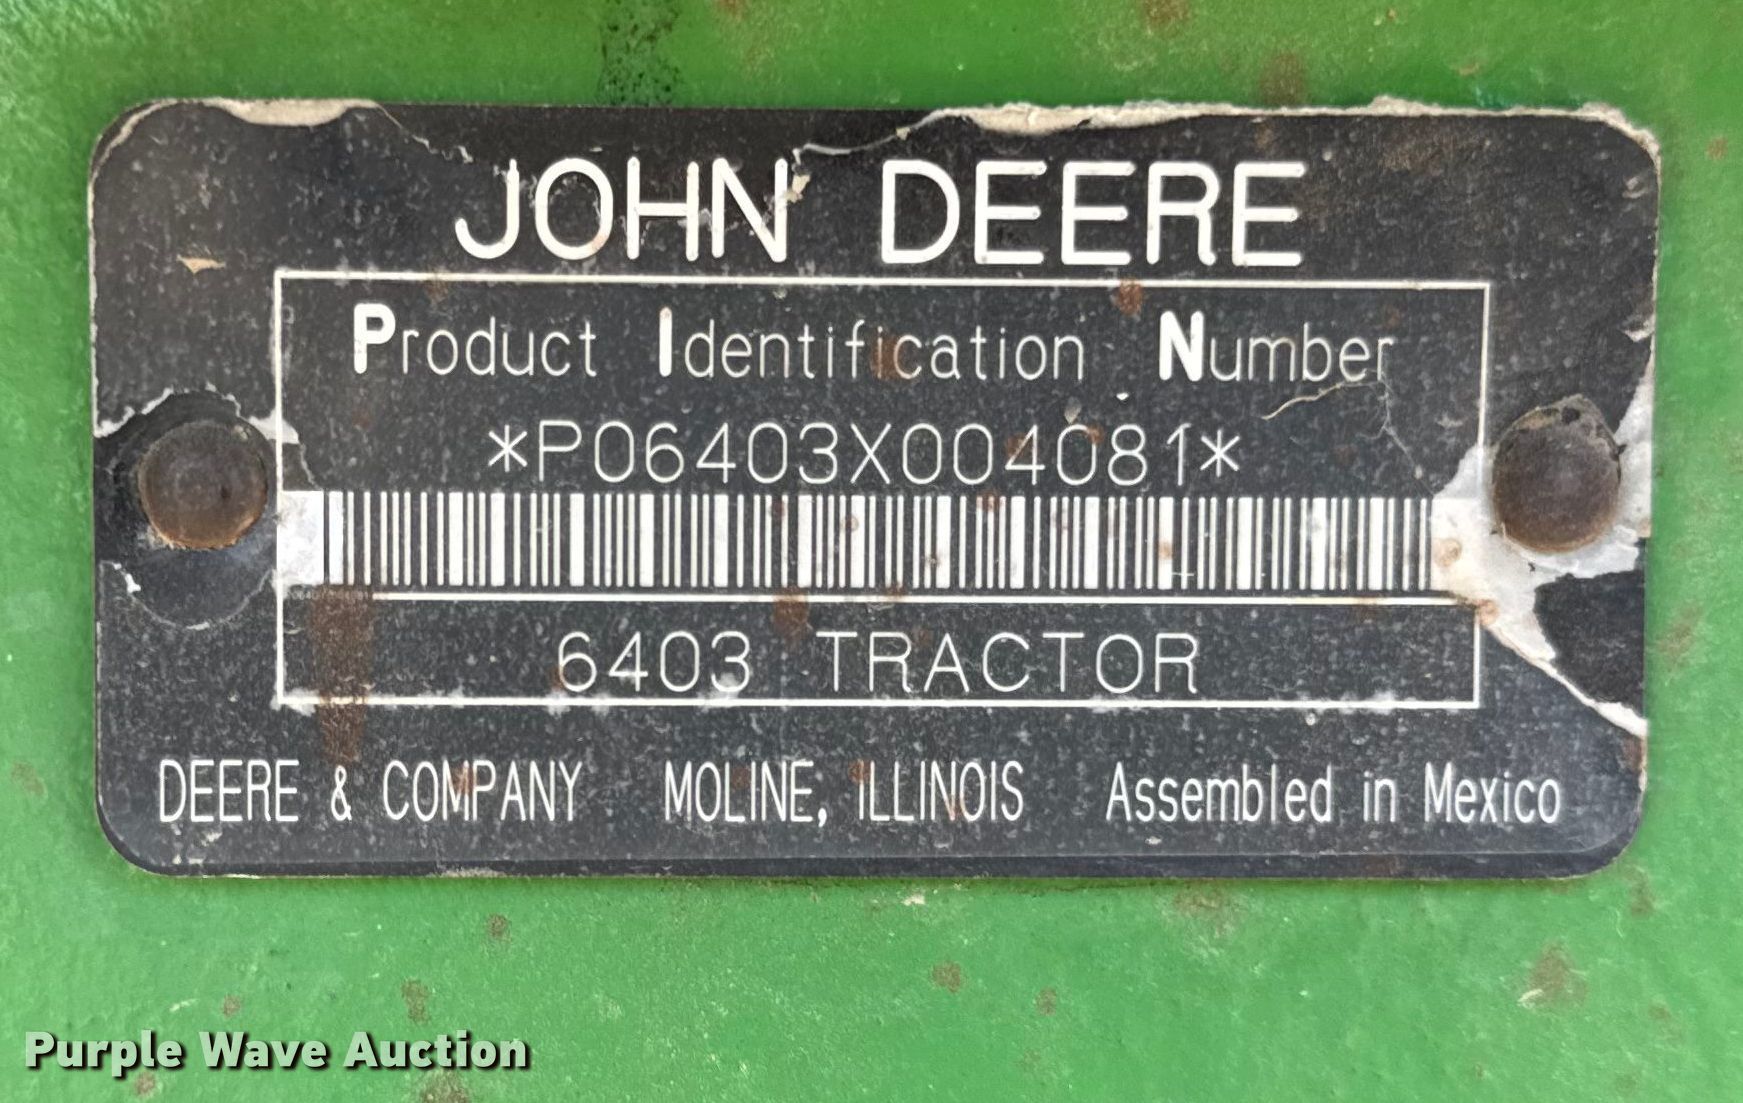 JOHN DEERE
Product Identification Number
*P06403X004081*
6403 TRACTOR
DEERE & COMPANY MOLINE, ILLINOIS Assembled in Mexico
Purple Wave Auction